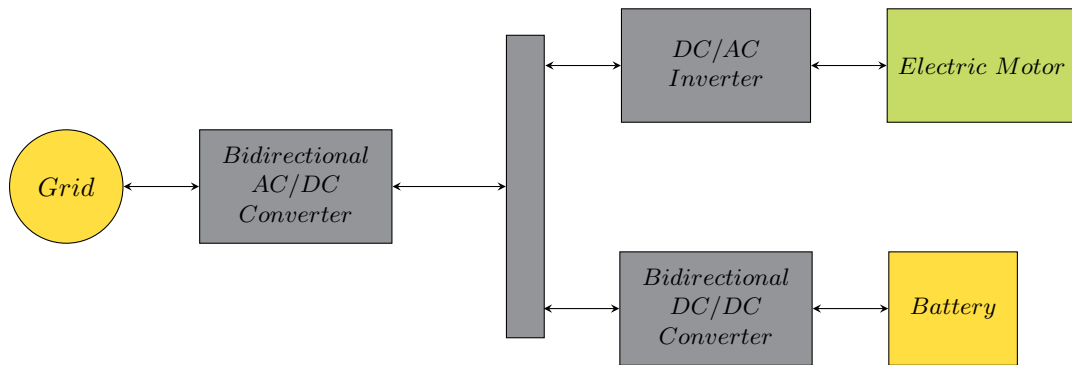 Grid
Bidirectional
AC/DC
Converter
DC/AC
Inverter
Electric Motor
Bidirectional
DC/DC
Converter
Battery